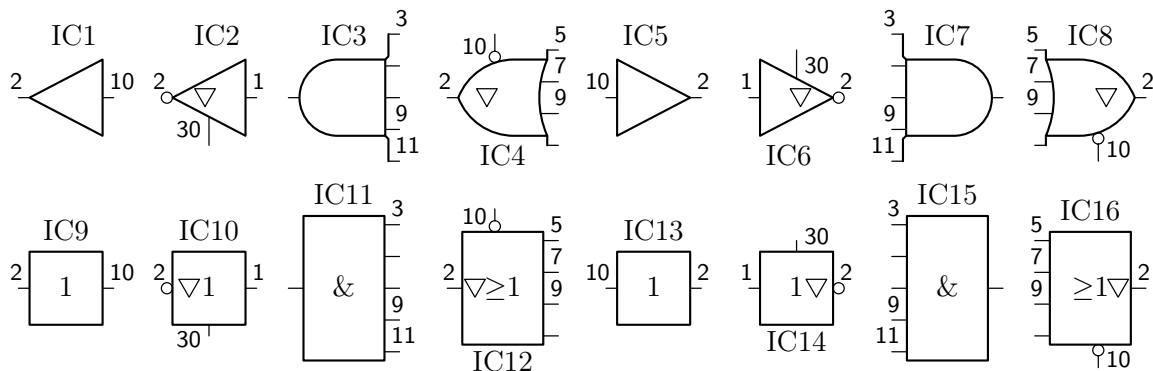 IC1 IC2 IC3 3 IC5 IC7 3 IC8
10 5 5
2 10 2 1 2 7 9 10 2 1 30 2 7 9 2
30 9 11 IC4 IC6 9 11 10
IC9 IC10 IC11 3 10 5 IC13 30 IC15 3 IC16 5
2 1 10 2 ▽1 1 & 2 ▽≥1 7 9 10 1 2 1 1▽ 2 & 7 9 ≥1▽ 2
30 9 11 IC12 IC14 9 11 10